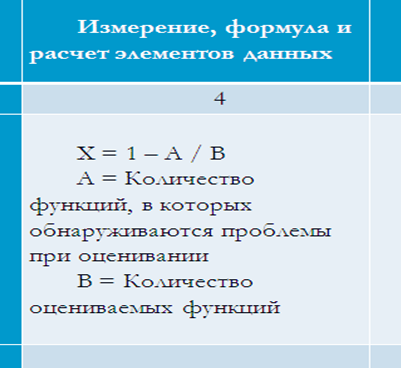 Измерение, формула и
расчет элементов данных
4
X = 1 – A / B
A = Количество
функций, в которых
обнаруживаются проблемы
при оценивании
B = Количество
оцениваемых функций